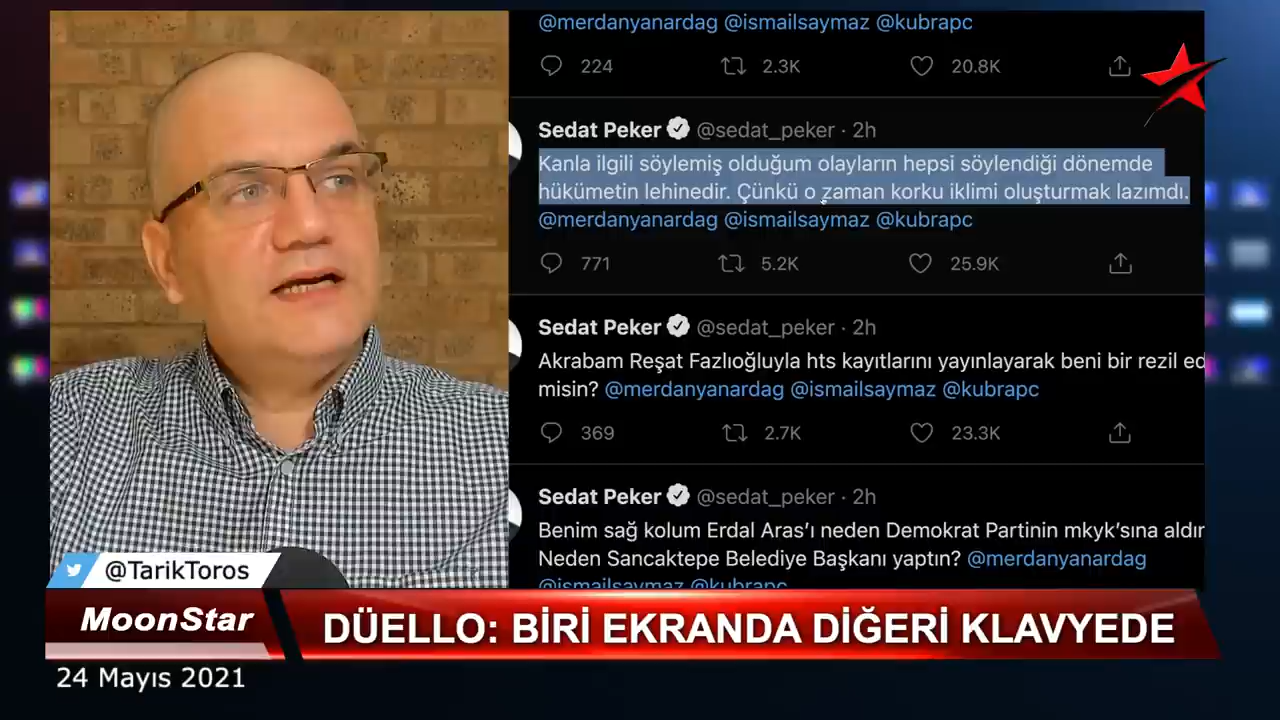 @merdanyanardag @ismailsaymaz @kubrapc
224 2.3K 20.8K
Sedat Peker @sedat_peker · 2h
Kanla ilgili söylemiş olduğum olayların hepsi söylendiği dönemde
hükümetin lehinedir. Çünkü o zaman korku iklimi oluşturmak lazımdı.
@merdanyanardag @ismailsaymaz @kubrapc
771 5.2K 25.9K
Sedat Peker @sedat_peker · 2h
Akrabam Reşat Fazlıoğluyla hts kayıtlarını yayınlayarak beni bir rezil ed
misin? @merdanyanardag @ismailsaymaz @kubrapc
369 2.7K 23.3K
Sedat Peker @sedat_peker · 2h
Benim sağ kolum Erdal Aras'ı neden Demokrat Partinin mkyk'sına aldır
Neden Sancaktepe Belediye Başkanı yaptın? @merdanyanardag
@ismailsaymaz @kubrapc
@TarikToros
MoonStar
DÜELLO: BİRİ EKRANDA DİĞERİ KLAVYEDE
24 Mayıs 2021